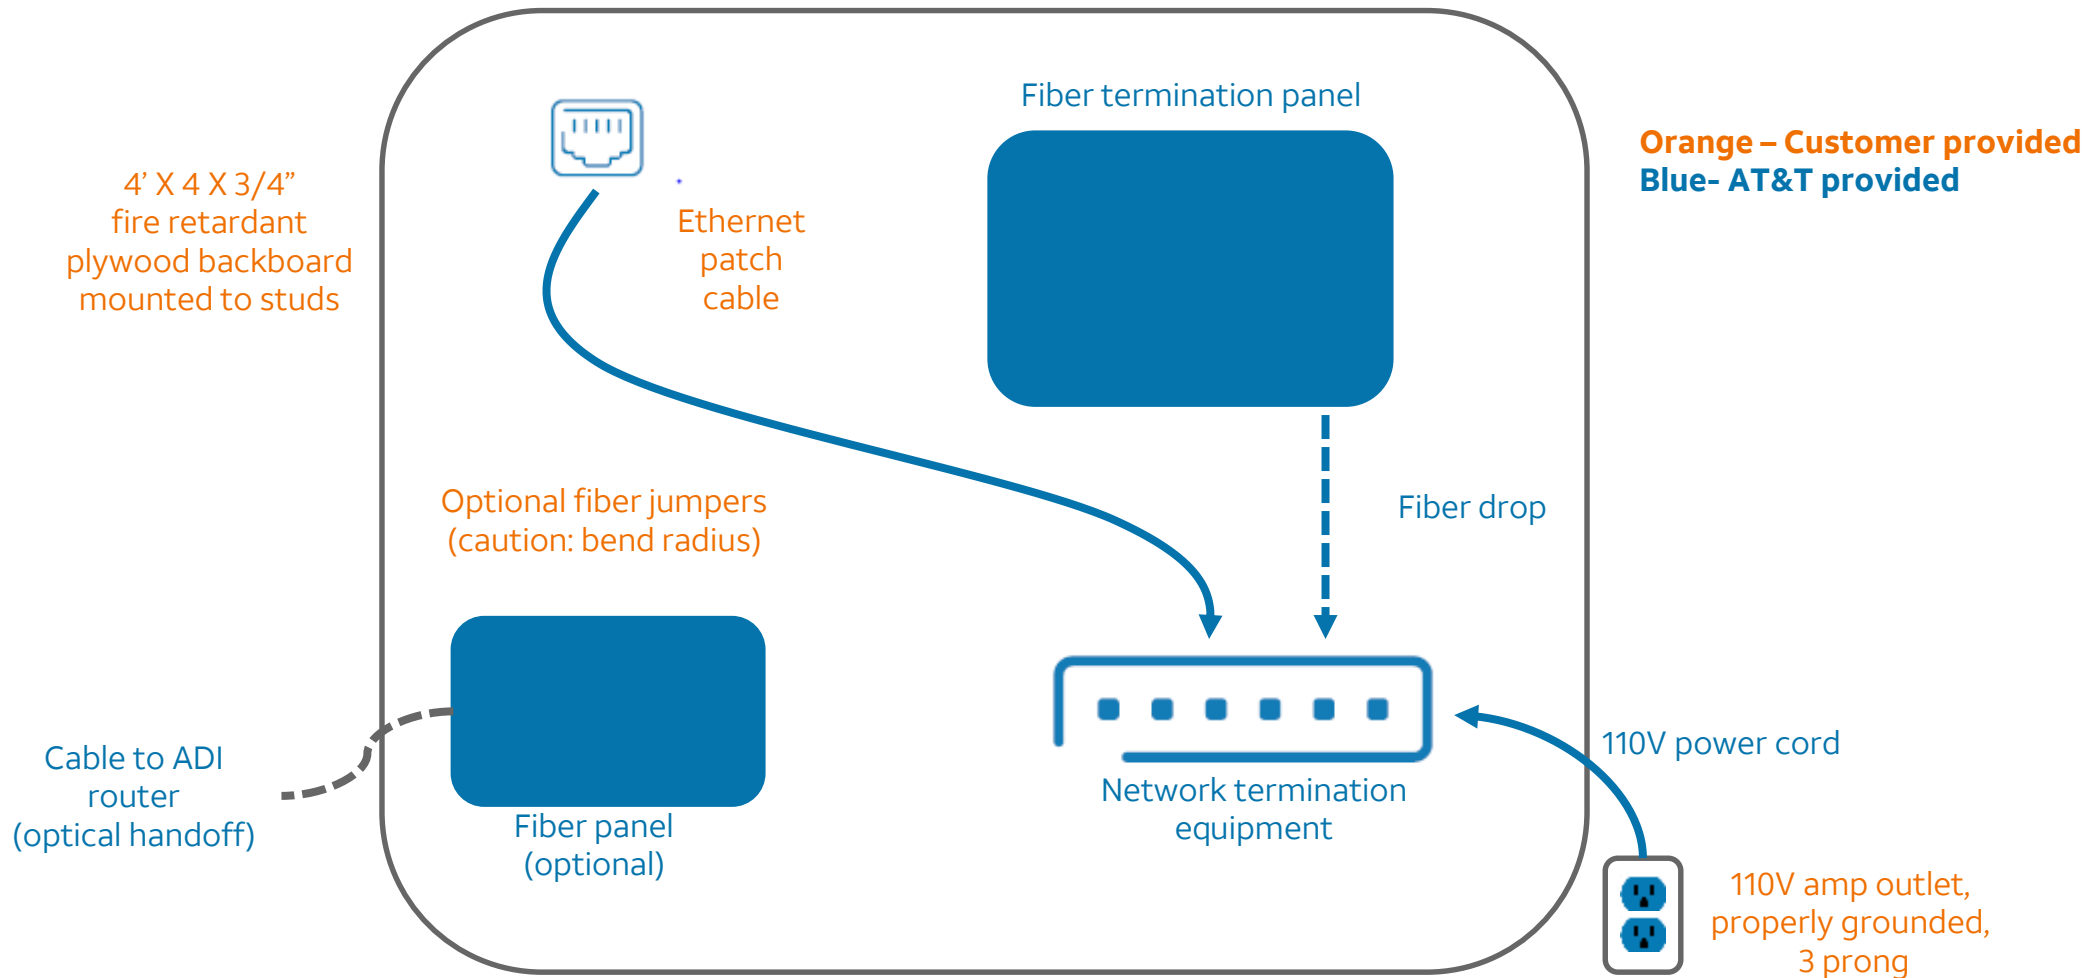 Fiber termination panel
Orange – Customer provided
Blue- AT&T provided
4’ X 4 X 3/4”
fire retardant
plywood backboard
mounted to studs
Ethernet
patch
cable
Optional fiber jumpers
(caution: bend radius)
Fiber drop
Cable to ADI
router
(optical handoff)
Fiber panel
(optional)
Network termination
equipment
110V power cord
110V amp outlet,
properly grounded,
3 prong